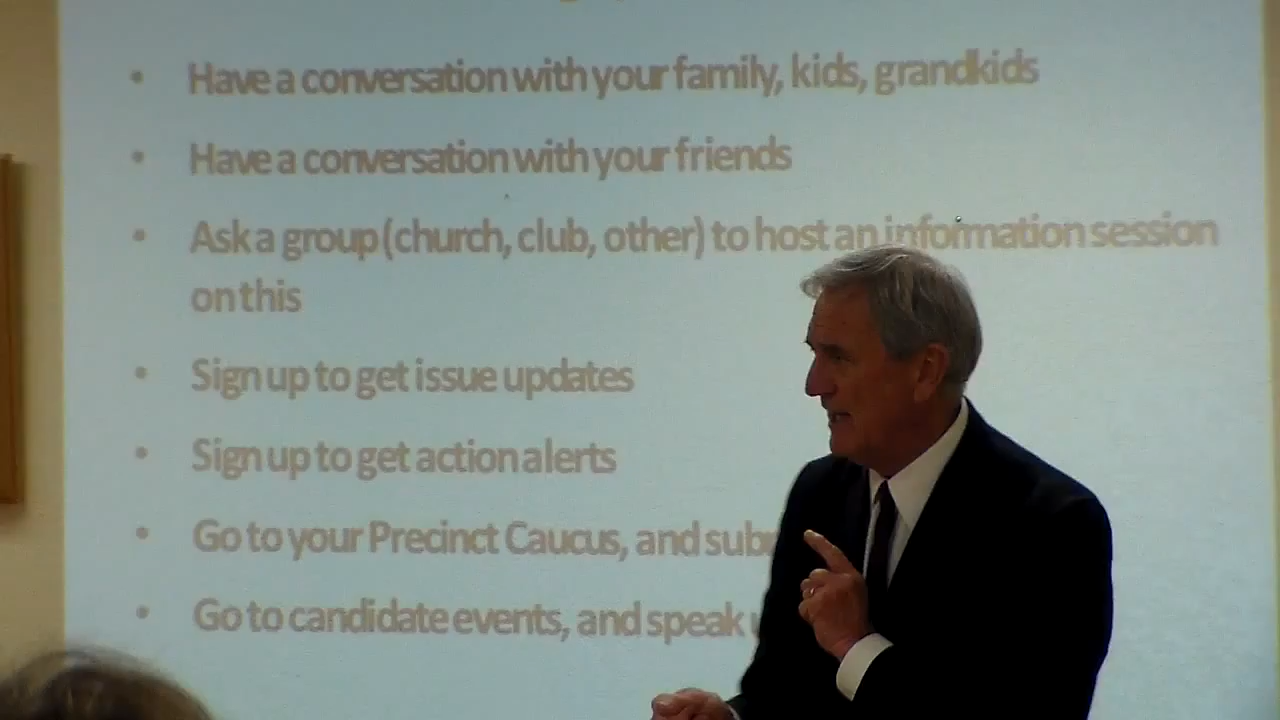 • Have a conversation with your family, kids, grandkids
• Have a conversation with your friends
• Ask a group (church, club, other) to host an information session
on this
• Sign up to get issue updates
• Sign up to get action alerts
• Go to your Precinct Caucus, and
• Go to candidate events, and speak